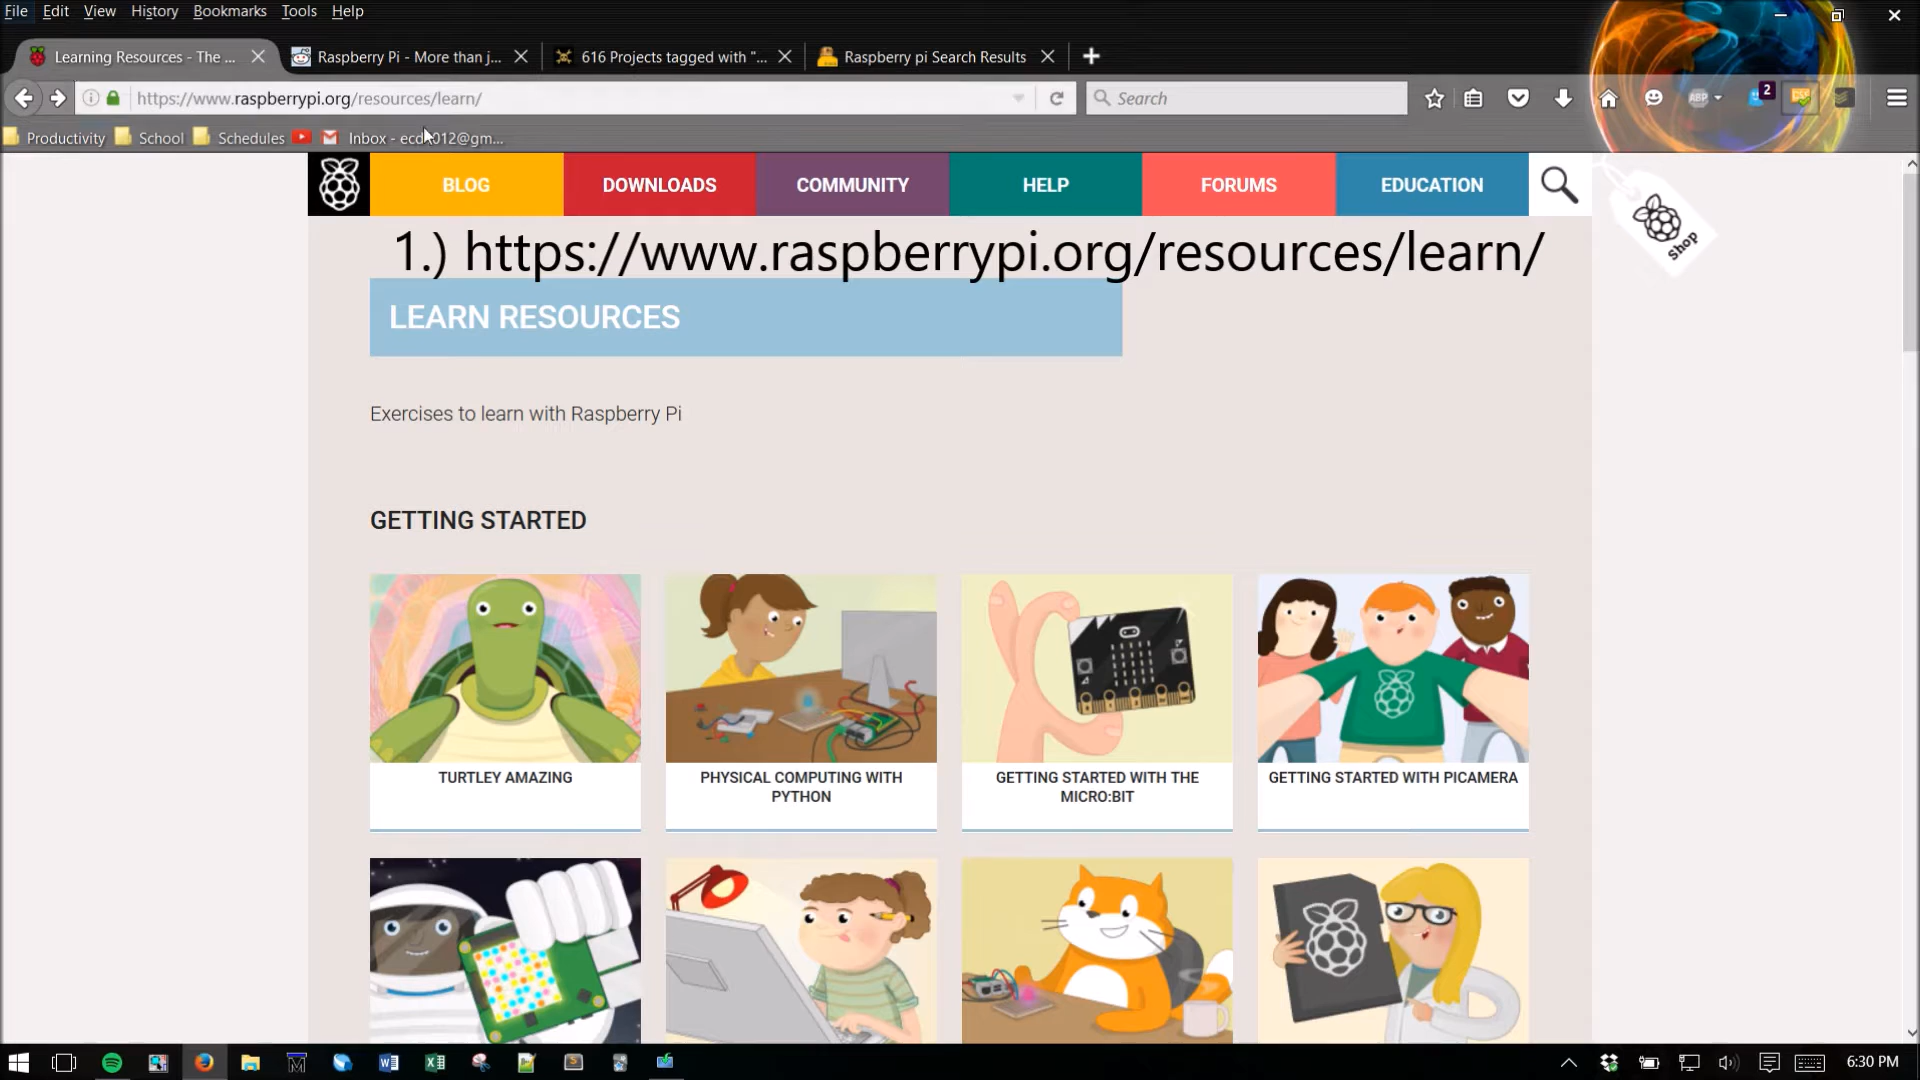 File Edit View History Bookmarks Tools Help
Learning Resources - The ...
Raspberry Pi - More than j...
616 Projects tagged with "...
Raspberry pi Search Results
https://www.raspberrypi.org/resources/learn/
Search
ABP
2
Productivity School Schedules
BLOG DOWNLOADS COMMUNITY HELP FORUMS EDUCATION
shop
1.) https://www.raspberrypi.org/resources/learn/
LEARN RESOURCES
Exercises to learn with Raspberry Pi
GETTING STARTED
TURTLEY AMAZING
PHYSICAL COMPUTING WITH
PYTHON
GETTING STARTED WITH THE
MICRO:BIT
GETTING STARTED WITH PICAMERA
6:30 PM